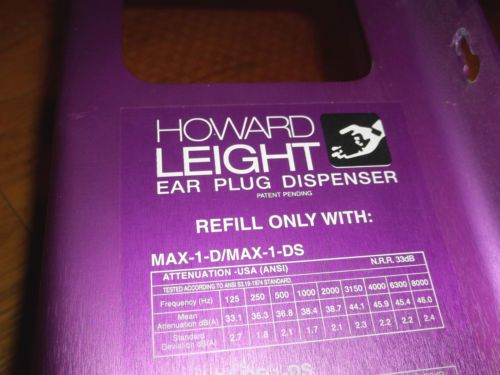 HOWARD
LEIGHT
EAR PLUG DISPENSER
PATENT PENDING
REFILL ONLY WITH:
MAX-1-D/MAX-1-DS
ATTENUATION -USA (ANSI) N.R.R. 33dB
TESTED ACCORDING TO ANSI S3.19-1974 STANDARD
Frequency (Hz) 125 250 500 1000 2000 3150 4000 6300 8000
Mean
Attenuation dB(A) 33.1 36.3 36.8 38.4 38.7 44.1 45.9 45.4 46.0
Standard
Deviation dB(A) 2.7 1.8 2.1 1.7 2.1 2.3 2.2 2.2 2.4